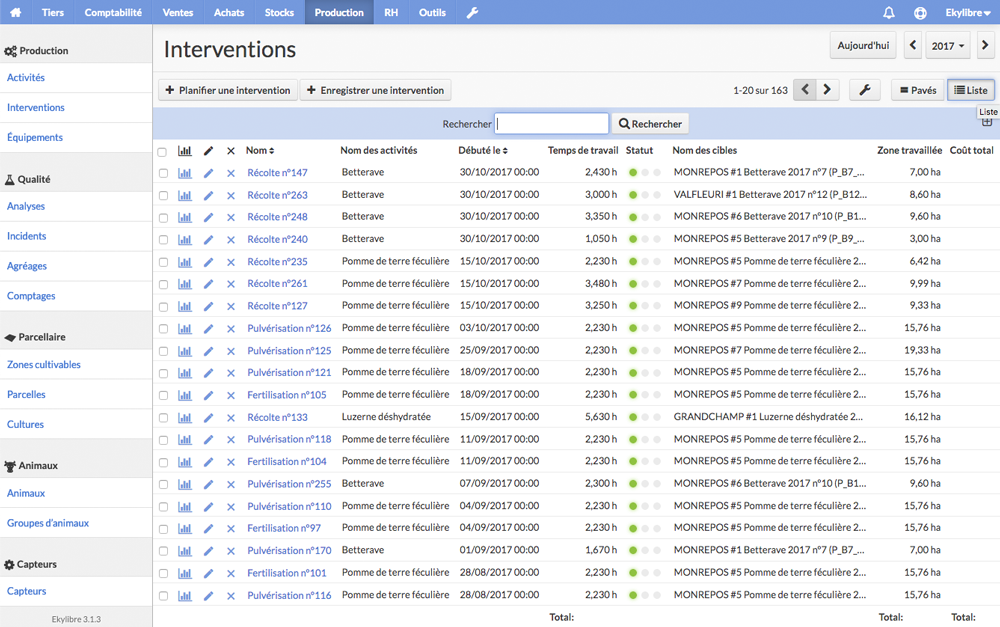 Tiers Comptabilité Ventes Achats Stocks Production RH Outils Ekylibre
Production
Activités
Interventions
Équipements
Qualité
Analyses
Incidents
Agréages
Comptages
Parcellaire
Zones cultivables
Parcelles
Cultures
Animaux
Animaux
Groupes d'animaux
Capteurs
Capteurs
Ekylibre 3.1.3
Interventions
Aujourd'hui 2017
Planifier une intervention Enregistrer une intervention 1-20 sur 163 Pavés Liste
Liste
Rechercher Rechercher
Nom Nom des activités Débuté le Temps de travail Statut Nom des cibles Zone travaillée Coût total
Récolte n°147 Betterave 30/10/2017 00:00 2,430 h MONREPOS #1 Betterave 2017 n°7 (P_B7_... 7,00 ha
Récolte n°263 Betterave 30/10/2017 00:00 3,000 h VALFLEURI #1 Betterave 2017 n°12 (P_B12... 8,60 ha
Récolte n°248 Betterave 30/10/2017 00:00 3,350 h MONREPOS #6 Betterave 2017 n°10 (P_B1... 9,60 ha
Récolte n°240 Betterave 30/10/2017 00:00 1,050 h MONREPOS #5 Betterave 2017 n°9 (P_B9_... 3,00 ha
Récolte n°235 Pomme de terre féculière 15/10/2017 00:00 2,230 h MONREPOS #5 Pomme de terre féculière 2... 6,42 ha
Récolte n°261 Pomme de terre féculière 15/10/2017 00:00 3,480 h MONREPOS #7 Pomme de terre féculière 2... 9,99 ha
Récolte n°127 Pomme de terre féculière 15/10/2017 00:00 3,250 h MONREPOS #9 Pomme de terre féculière 2... 9,33 ha
Pulvérisation n°126 Pomme de terre féculière 03/10/2017 00:00 2,230 h MONREPOS #5 Pomme de terre féculière 2... 15,76 ha
Pulvérisation n°125 Pomme de terre féculière 25/09/2017 00:00 2,230 h MONREPOS #7 Pomme de terre féculière 2... 19,33 ha
Pulvérisation n°121 Pomme de terre féculière 18/09/2017 00:00 2,230 h MONREPOS #5 Pomme de terre féculière 2... 15,76 ha
Fertilisation n°105 Pomme de terre féculière 18/09/2017 00:00 2,230 h MONREPOS #5 Pomme de terre féculière 2... 15,76 ha
Récolte n°133 Luzerne déshydratée 15/09/2017 00:00 5,630 h GRANDCHAMP #1 Luzerne déshydratée 2... 16,12 ha
Pulvérisation n°118 Pomme de terre féculière 11/09/2017 00:00 2,230 h MONREPOS #5 Pomme de terre féculière 2... 15,76 ha
Fertilisation n°104 Pomme de terre féculière 11/09/2017 00:00 2,230 h MONREPOS #5 Pomme de terre féculière 2... 15,76 ha
Pulvérisation n°255 Betterave 07/09/2017 00:00 2,300 h MONREPOS #6 Betterave 2017 n°10 (P_B1... 9,60 ha
Pulvérisation n°110 Pomme de terre féculière 04/09/2017 00:00 2,230 h MONREPOS #5 Pomme de terre féculière 2... 15,76 ha
Fertilisation n°97 Pomme de terre féculière 04/09/2017 00:00 2,230 h MONREPOS #5 Pomme de terre féculière 2... 15,76 ha
Pulvérisation n°170 Betterave 01/09/2017 00:00 1,670 h MONREPOS #1 Betterave 2017 n°7 (P_B7_... 7,00 ha
Fertilisation n°101 Pomme de terre féculière 28/08/2017 00:00 2,230 h MONREPOS #5 Pomme de terre féculière 2... 15,76 ha
Pulvérisation n°116 Pomme de terre féculière 28/08/2017 00:00 2,230 h MONREPOS #5 Pomme de terre féculière 2... 15,76 ha
Total: Total: Total: